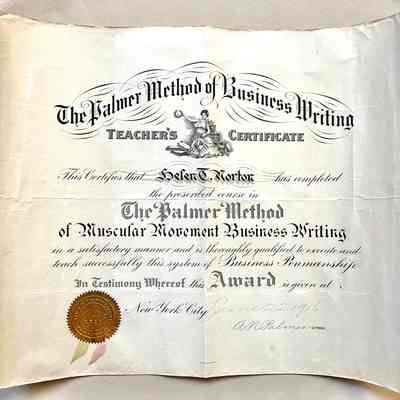 The Palmer Method of Business Writing
TEACHER'S CERTIFICATE
This Certifies that Helen T. Norton has completed
the prescribed course in
The Palmer Method
of Muscular Movement Business Writing
in a satisfactory manner and is thoroughly qualified to execute and
teach successfully this system of Business Penmanship
In Testimony Whereof this Award is given at
New York City
A.N. Palmer